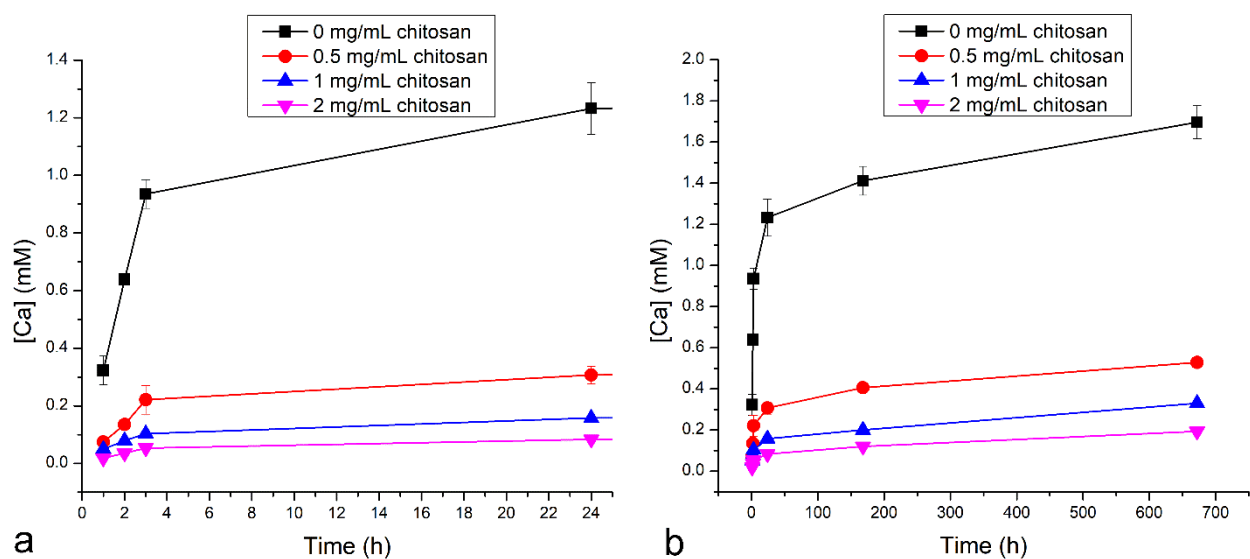 0 mg/mL chitosan
0.5 mg/mL chitosan
1 mg/mL chitosan
2 mg/mL chitosan
1.4
1.2
1.0
0.8
0.6
0.4
0.2
0.0
[Ca] (mM)
0 2 4 6 8 10 12 14 16 18 20 22 24
Time (h)
a
0 mg/mL chitosan
0.5 mg/mL chitosan
1 mg/mL chitosan
2 mg/mL chitosan
2.0
1.8
1.6
1.4
1.2
1.0
0.8
0.6
0.4
0.2
0.0
[Ca] (mM)
0 100 200 300 400 500 600 700
Time (h)
b